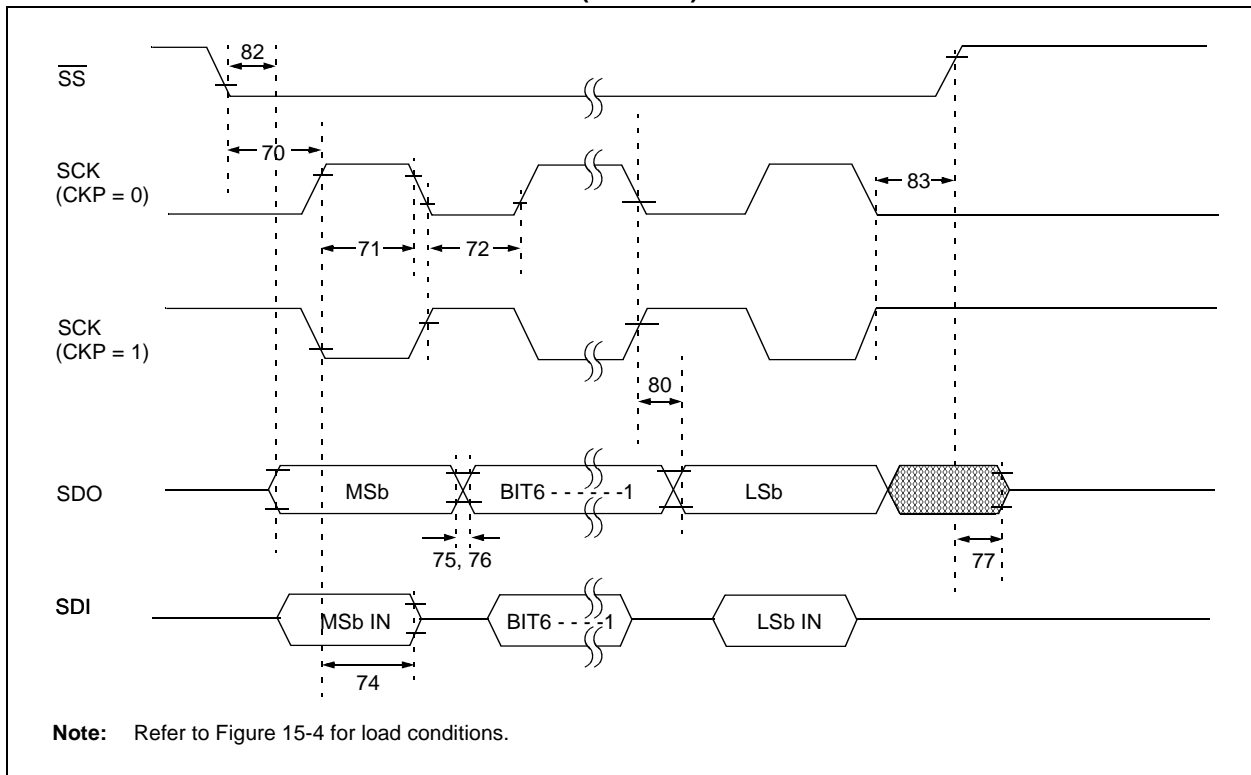 82
SS
70
SCK
(CKP = 0)
83
71
72
SCK
(CKP = 1)
80
SDO
MSb
BIT6 - - - - - -1
LSb
75, 76
77
SDI
MSb IN
BIT6 - - - -1
LSb IN
74
Note: Refer to Figure 15-4 for load conditions.